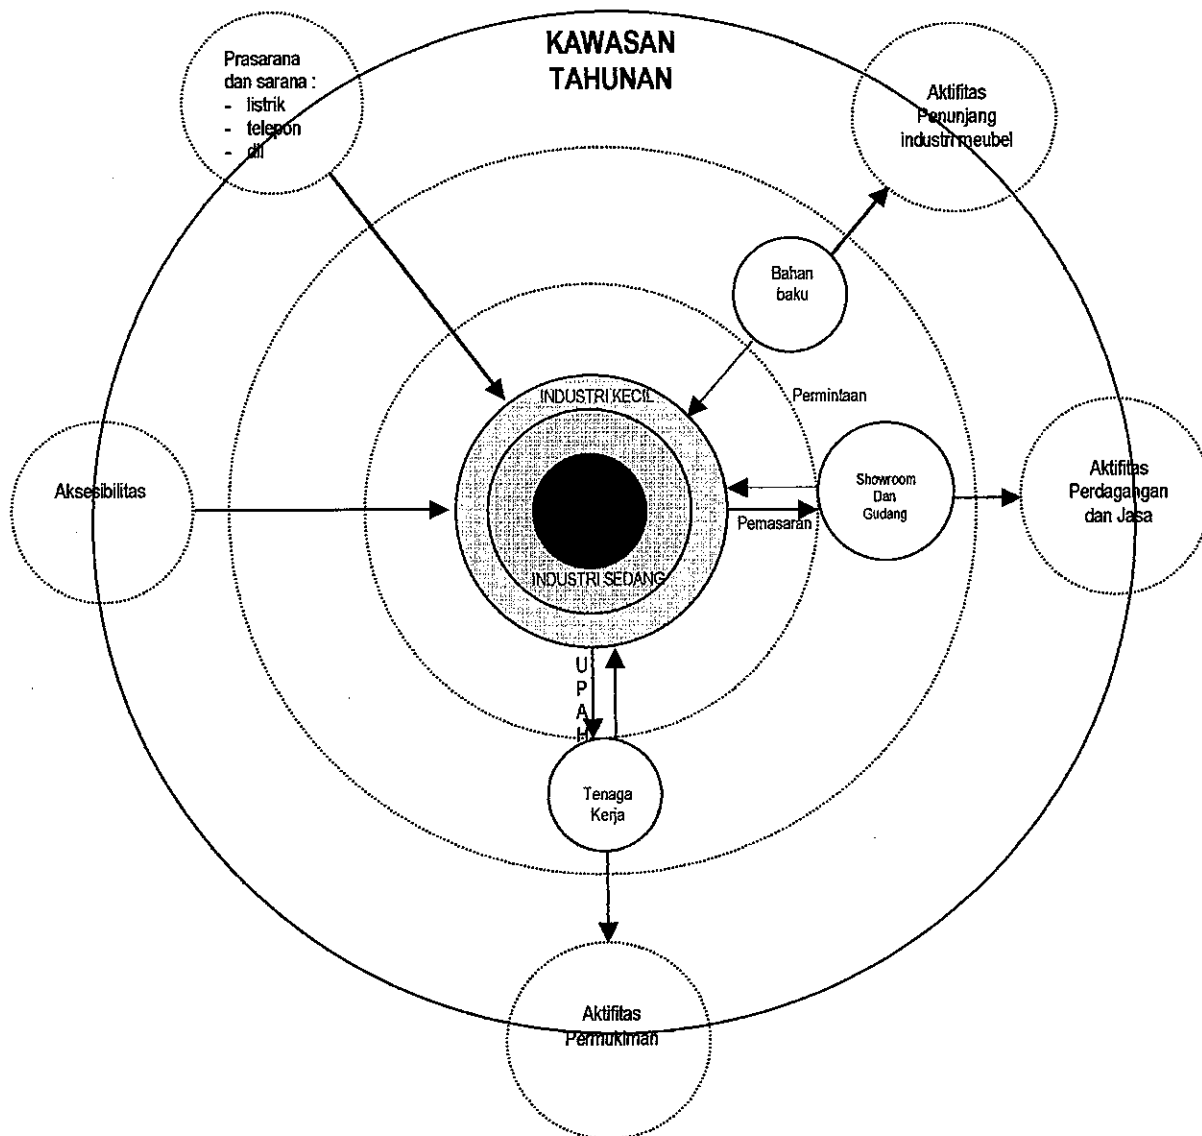 KAWASAN
TAHUNAN
Prasarana
dan sarana :
- listrik
- telepon
- dll
Aktifitas
Penunjang
industri meubel
Bahan
baku
INDUSTRI KECIL
Permintaan
Aksesibilitas
Showroom
Dan
Gudang
Aktifitas
Perdagangan
dan Jasa
Pemasaran
INDUSTRI SEDANG
U
P
A
H
Tenaga
Kerja
Aktifitas
Permukiman